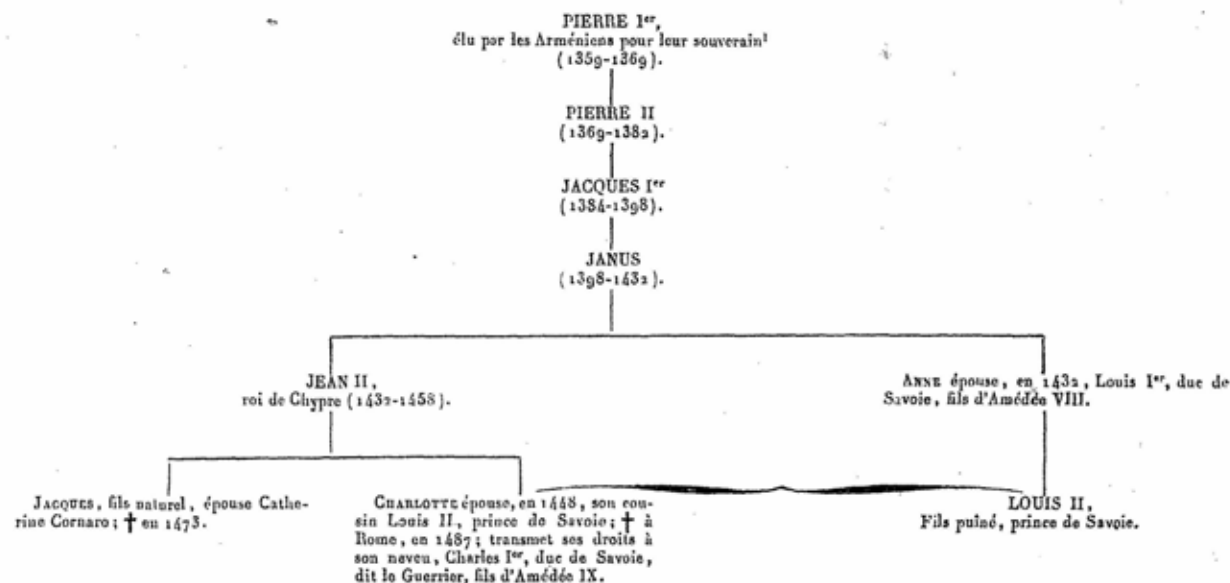 PIERRE Iᵉʳ,
élu par les Arméniens pour leur souverain¹
(1359-1369).
PIERRE II
(1369-1382).
JACQUES Iᵉʳ
(1384-1398).
JANUS
(1398-1432).
JEAN II,
roi de Chypre (1432-1458).
ANNE épouse, en 1432, Louis Iᵉʳ, duc de
Savoie, fils d'Amédée VIII.
JACQUES, fils naturel, épouse Cathe-
rine Cornaro; † en 1473.
CHARLOTTE épouse, en 1448, son cou-
sin Louis II, prince de Savoie; † à
Rome, en 1487; transmet ses droits à
son neveu, Charles Iᵉʳ, duc de Savoie,
dit le Guerrier, fils d'Amédée IX.
LOUIS II,
Fils puîné, prince de Savoie.